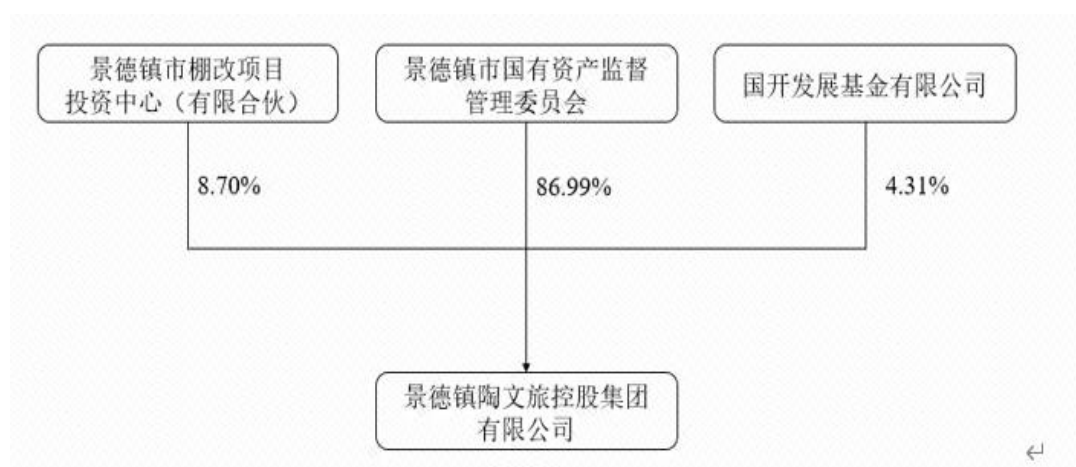 景德镇市棚改项目
投资中心（有限合伙）
景德镇市国有资产监督
管理委员会
国开发展基金有限公司
8.70%
86.99%
4.31%
景德镇陶文旅控股集团
有限公司